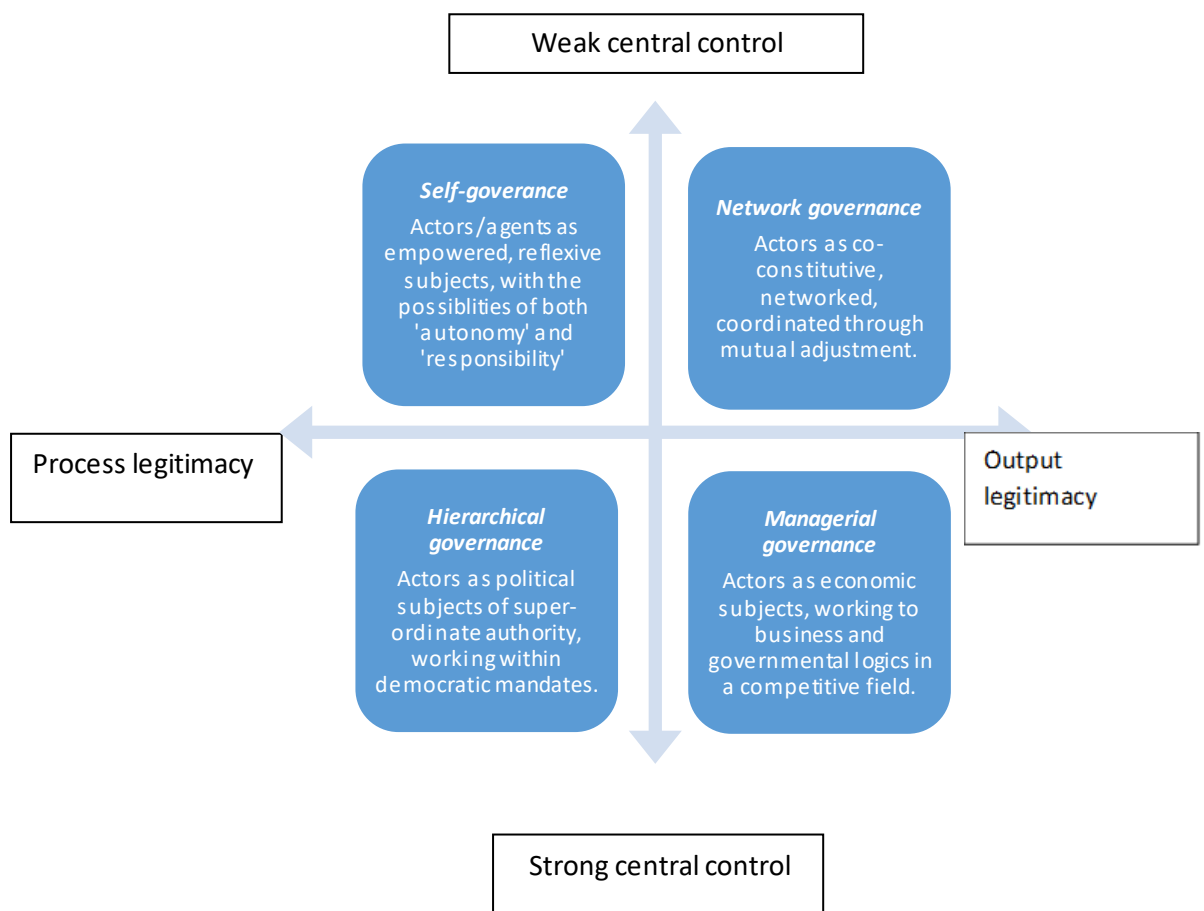 Weak central control
Self-goverance
Actors/agents as
empowered, reflexive
subjects, with the
possiblities of both
'autonomy' and
'responsibility'
Network governance
Actors as co-
constitutive,
networked,
coordinated through
mutual adjustment.
Process legitimacy
Output
legitimacy
Hierarchical
governance
Actors as political
subjects of super-
ordinate authority,
working within
democratic mandates.
Managerial
governance
Actors as economic
subjects, working to
business and
governmental logics in
a competitive field.
Strong central control